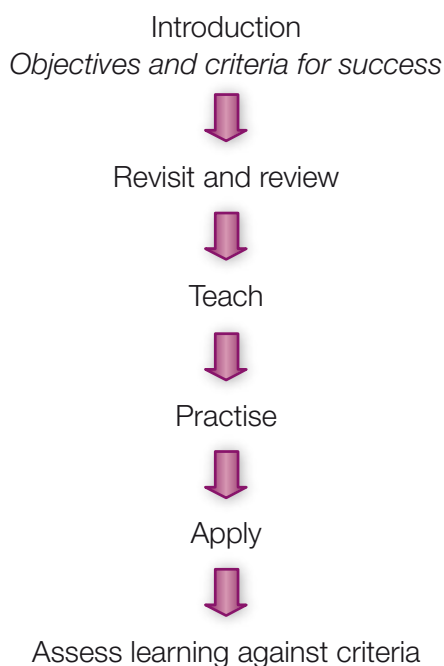 Introduction
Objectives and criteria for success
Revisit and review
Teach
Practise
Apply
Assess learning against criteria